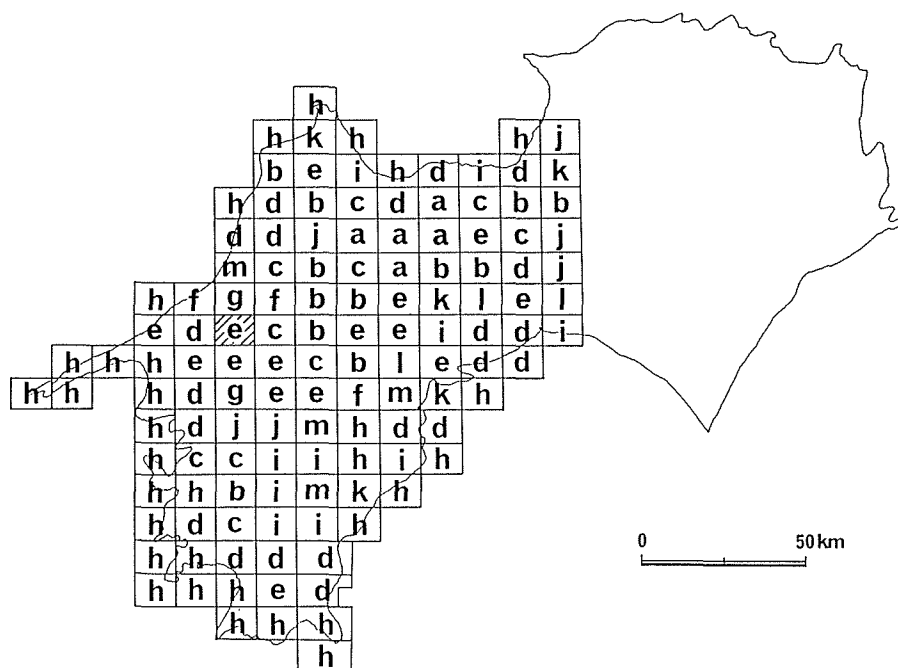 h
h k h h j
b e i h d i d k
h d b c d a c b b
d d j a a a e c j
m c b c a b b d j
h f g f b b e k l e l
e d e c b e e i d d i
h h h e e e c b l e d d
h h h d g e e f m k h
h d j j m h d d
h c c i i h i h
h h b i m k h
h d c i i h
h h d d d
h h h e d
h h h
h
0 50 km